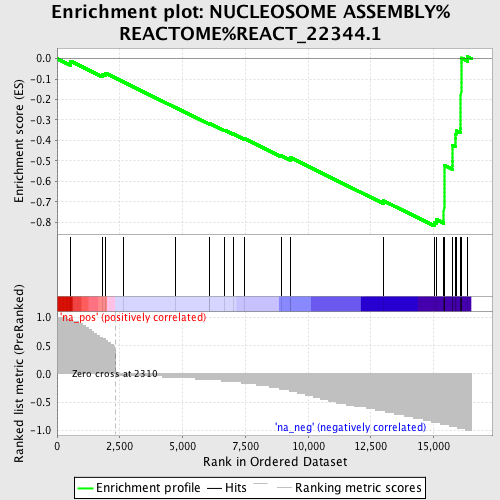 Enrichment plot: NUCLEOSOME ASSEMBLY%
REACTOME%REACT_22344.1
Enrichment score (ES)
0.0
-0.1
-0.2
-0.3
-0.4
-0.5
-0.6
-0.7
-0.8
Ranked list metric (PreRanked)
1.0
0.5
0.0
-0.5
-1.0
'na_pos' (positively correlated)
Zero cross at 2310
'na_neg' (negatively correlated)
0 2,500 5,000 7,500 10,000 12,500 15,000
Rank in Ordered Dataset
Enrichment profile Hits Ranking metric scores